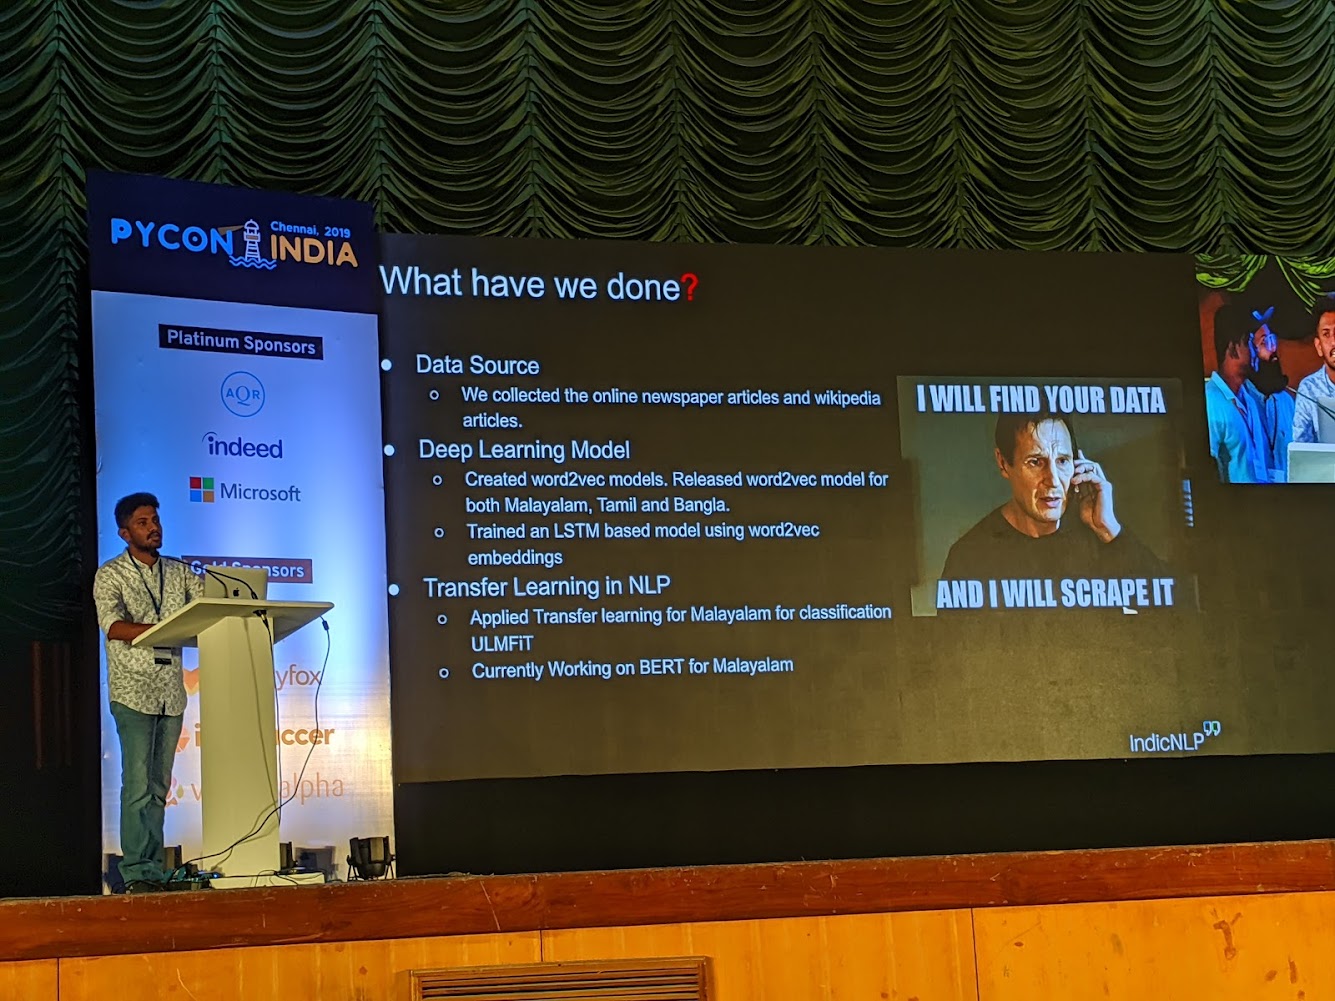 PYCON INDIA
Chennai, 2019
Platinum Sponsors
AQR
indeed
Microsoft
What have we done?
Data Source
We collected the online newspaper articles and wikipedia
articles.
Deep Learning Model
Created word2vec models. Released word2vec model for
both Malayalam, Tamil and Bangla.
Trained an LSTM based model using word2vec
embeddings
Transfer Learning in NLP
Applied Transfer learning for Malayalam for classification
ULMFiT
Currently Working on BERT for Malayalam
I WILL FIND YOUR DATA
AND I WILL SCRAPE IT
IndicNLP